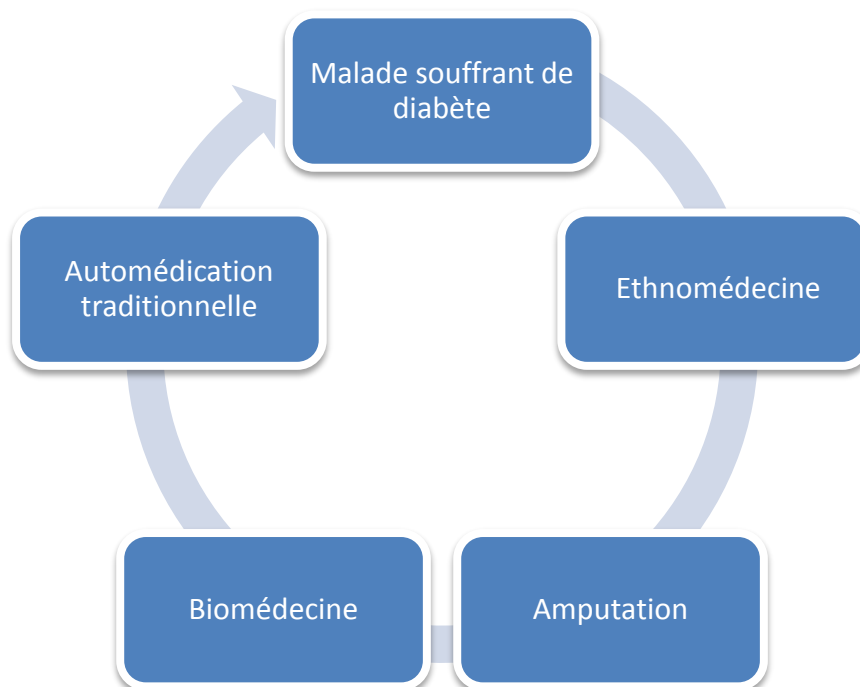 Malade souffrant de
diabète
Ethnomédecine
Amputation
Biomédecine
Automédication
traditionnelle